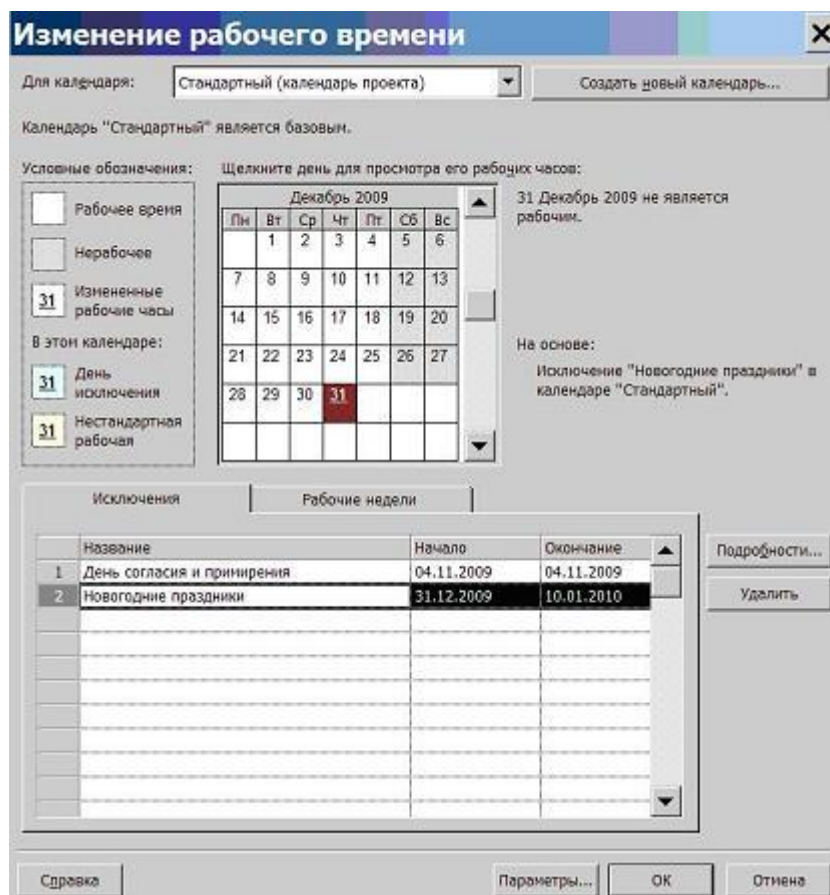 Изменение рабочего времени
Для календаря: Стандартный (календарь проекта) Создать новый календарь...
Календарь "Стандартный" является базовым.
Условные обозначения: Щелкните день для просмотра его рабочих часов:
Рабочее время
Нерабочее
31 Измененные
рабочие часы
В этом календаре:
31 День
исключения
31 Нестандартная
рабочая
Декабрь 2009
Пн Вт Ср Чт Пт Сб Вс
1 2 3 4 5 6
7 8 9 10 11 12 13
14 15 16 17 18 19 20
21 22 23 24 25 26 27
28 29 30 31
31 Декабрь 2009 не является
рабочим.
На основе:
Исключение "Новогодние праздники" в
календаре "Стандартный".
Исключения Рабочие недели
Название Начало Окончание
1 День согласия и примирения 04.11.2009 04.11.2009
2 Новогодние праздники 31.12.2009 10.01.2010
Подробности...
Удалить
Справка Параметры... ОК Отмена